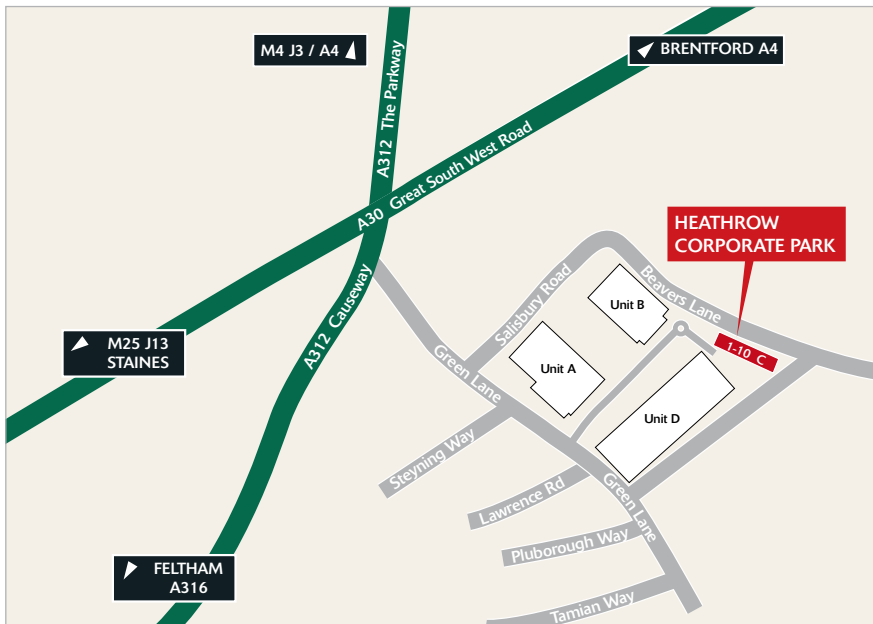 M4 J3 / A4
BRENTFORD A4
A312 The Parkway
A30 Great South West Road
HEATHROW
CORPORATE PARK
Beavers Lane
Salisbury Road
Unit B
A312 Causeway
M25 J13
STAINES
1-10 C
Green Lane
Unit A
Unit D
Steyning Way
Lawrence Rd
Green Lane
Pluborough Way
FELTHAM
A316
Tamian Way